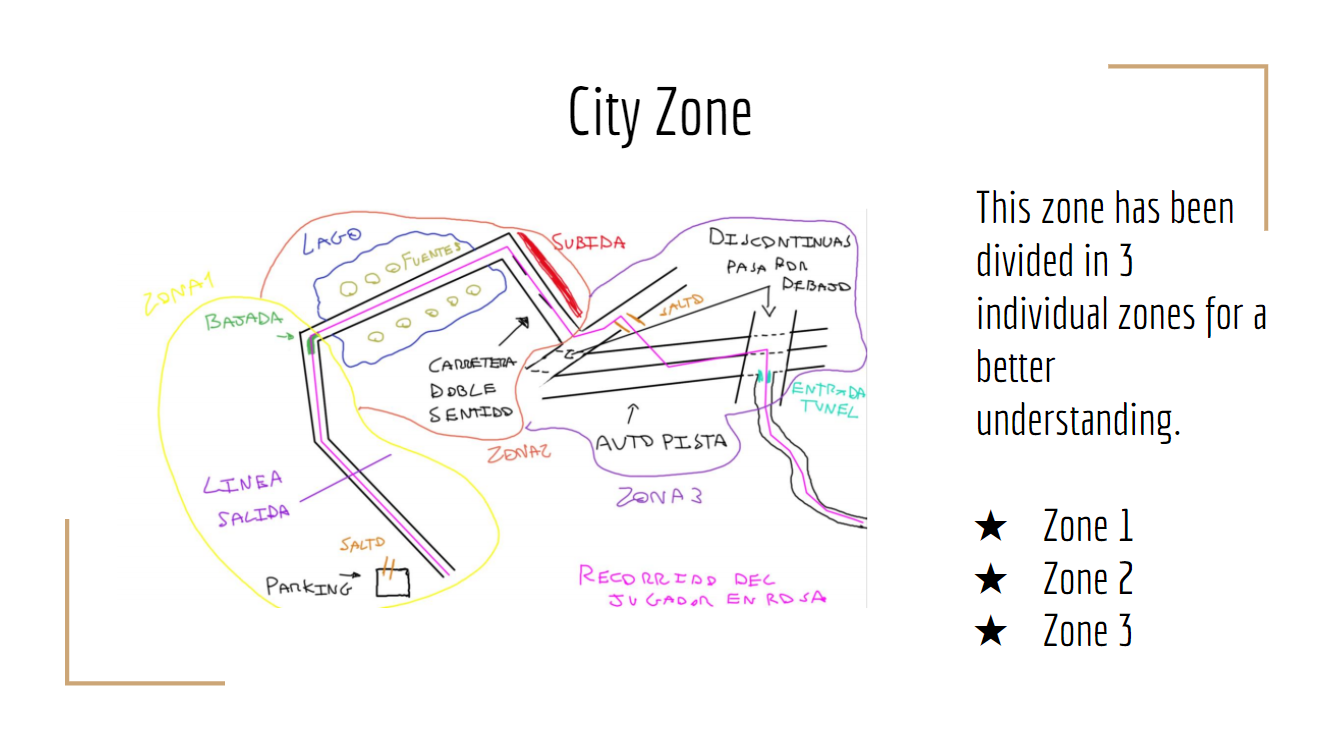 City Zone
LAGO
FUENTES
SUBIDA
DISCONTINUAS
PASA POR
DEBAJO
ZONA1
BAJADA
SALTO
CARRETERA
DOBLE
SENTIDO
ENTRADA
TUNEL
AUTO PISTA
ZONA2
ZONA 3
LINEA
SALIDA
SALTO
PARKING
RECORRIDO DEL
JUGADOR EN ROSA
This zone has been
divided in 3
individual zones for a
better
understanding.
★ Zone 1
★ Zone 2
★ Zone 3